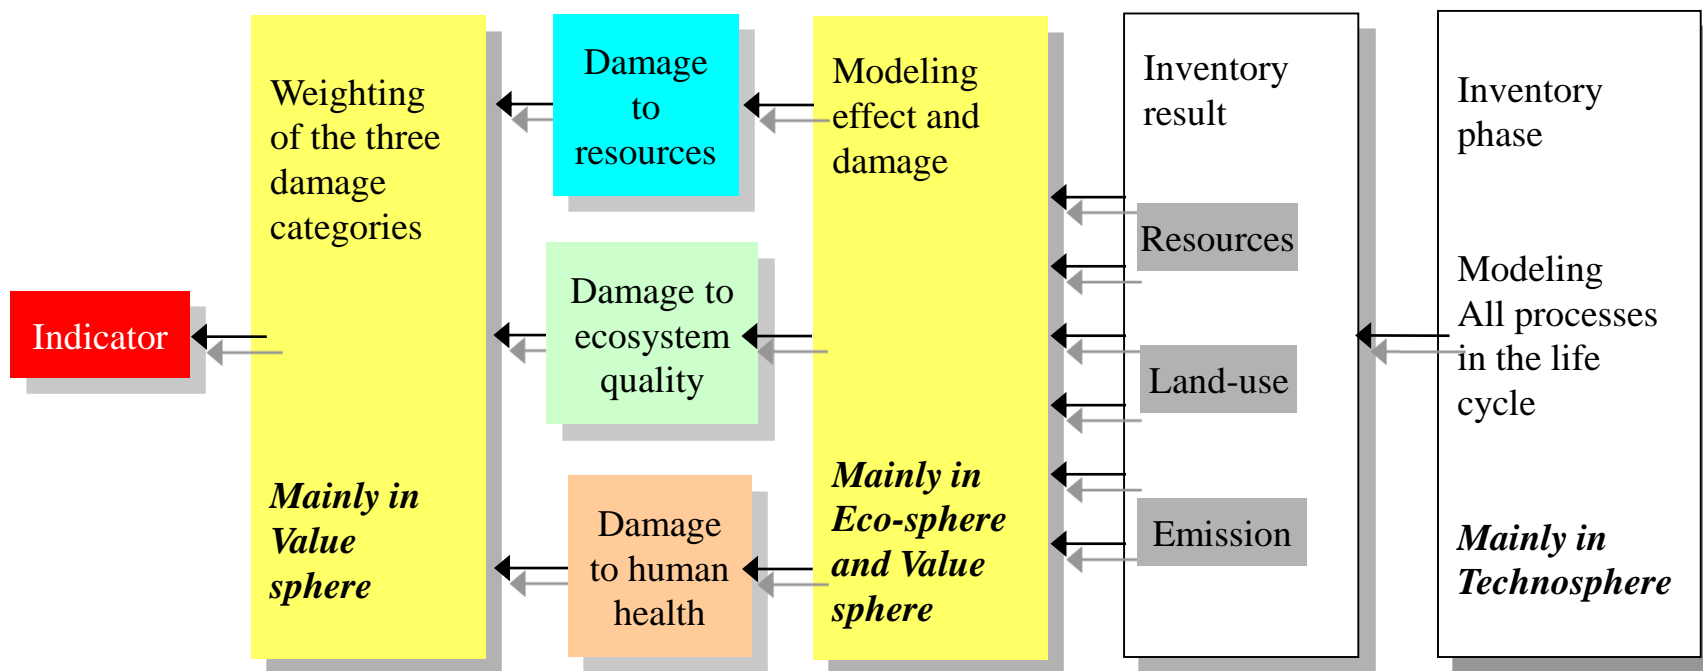 Indicator
Weighting
of the three
damage
categories
Mainly in
Value
sphere
Damage
to
resources
Damage to
ecosystem
quality
Damage
to human
health
Modeling
effect and
damage
Mainly in
Eco-sphere
and Value
sphere
Inventory
result
Resources
Land-use
Emission
Inventory
phase
Modeling
All processes
in the life
cycle
Mainly in
Technosphere